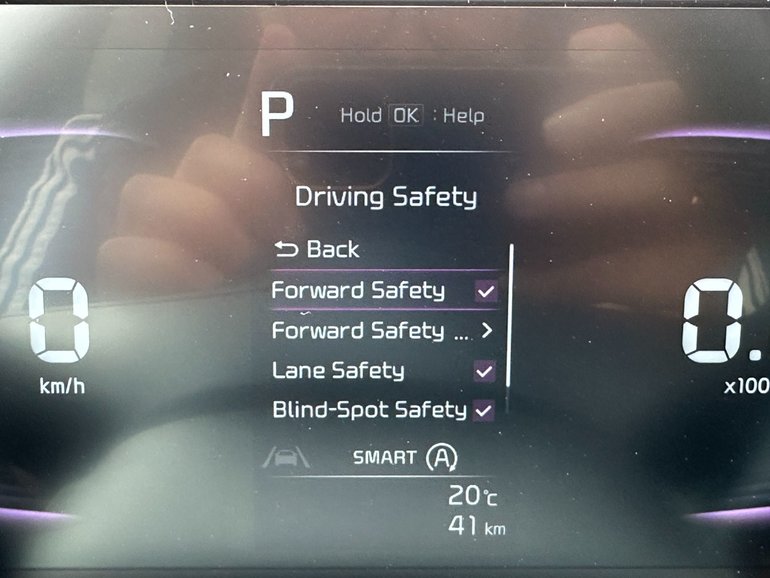 P
Hold OK : Help
Driving Safety
Back
Forward Safety
Forward Safety ...
Lane Safety
Blind-Spot Safety
0
km/h
0.
x100
SMART A
20°C
41 km